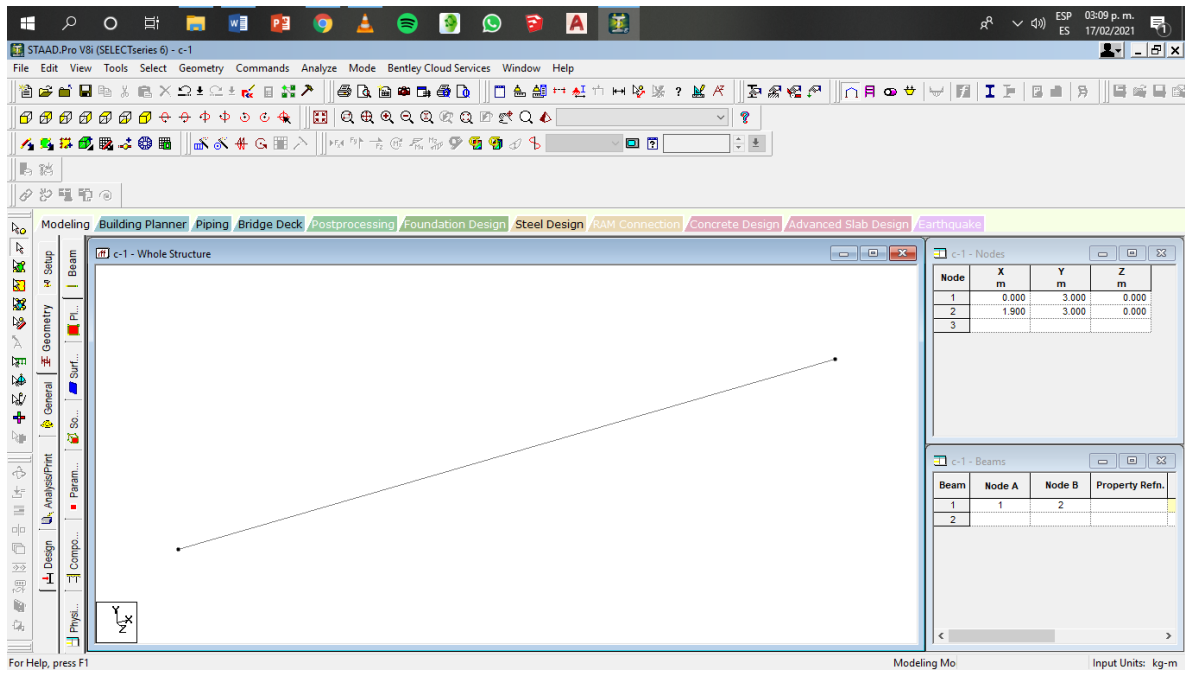 ESP 03:09 p. m.
ES 17/02/2021
STAAD.Pro V8i (SELECTseries 6) - c-1
File Edit View Tools Select Geometry Commands Analyze Mode Bentley Cloud Services Window Help
Modeling Building Planner Piping Bridge Deck Postprocessing Foundation Design Steel Design RAM Connection Concrete Design Advanced Slab Design Earthquake
Setup
Geometry
General
Analysis/Print
Design
Beam
Pl...
Surf...
So...
Param...
Compo...
Physi...
c-1 - Whole Structure
Y
X
Z
c-1 - Nodes
Node X m Y m Z m
1 0.000 3.000 0.000
2 1.900 3.000 0.000
3
c-1 - Beams
Beam Node A Node B Property Refn.
1 1 2
2
For Help, press F1 Modeling Mo Input Units: kg-m